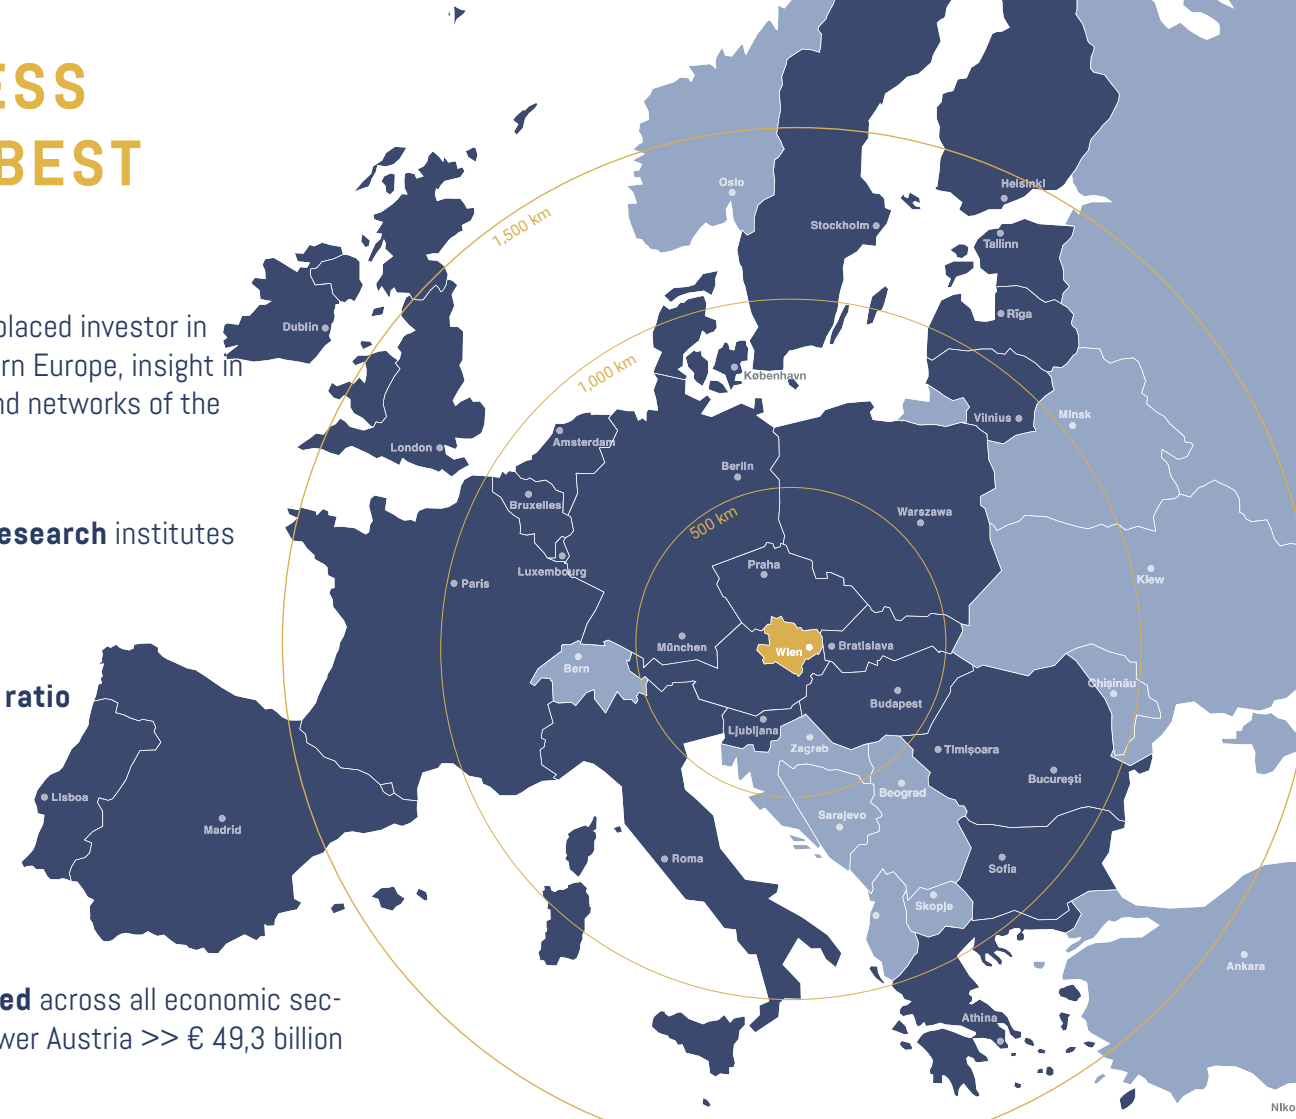 ESS
BEST
placed investor in
rn Europe, insight in
nd networks of the
esearch institutes
ratio
ed across all economic sec-
wer Austria >> € 49,3 billion
1,500 km
1,000 km
500 km
Oslo
Helsinki
Stockholm
Tallinn
Rīga
Dublin
København
Vilnius
Minsk
London
Amsterdam
Berlin
Bruxelles
Warszawa
Luxembourg
Praha
Paris
Kiew
München
Wien
Bratislava
Bern
Chişinău
Budapest
Ljubljana
Zagreb
Timişoara
Bucureşti
Beograd
Lisboa
Madrid
Sarajevo
Roma
Sofia
Skopje
Ankara
Athina
Niko